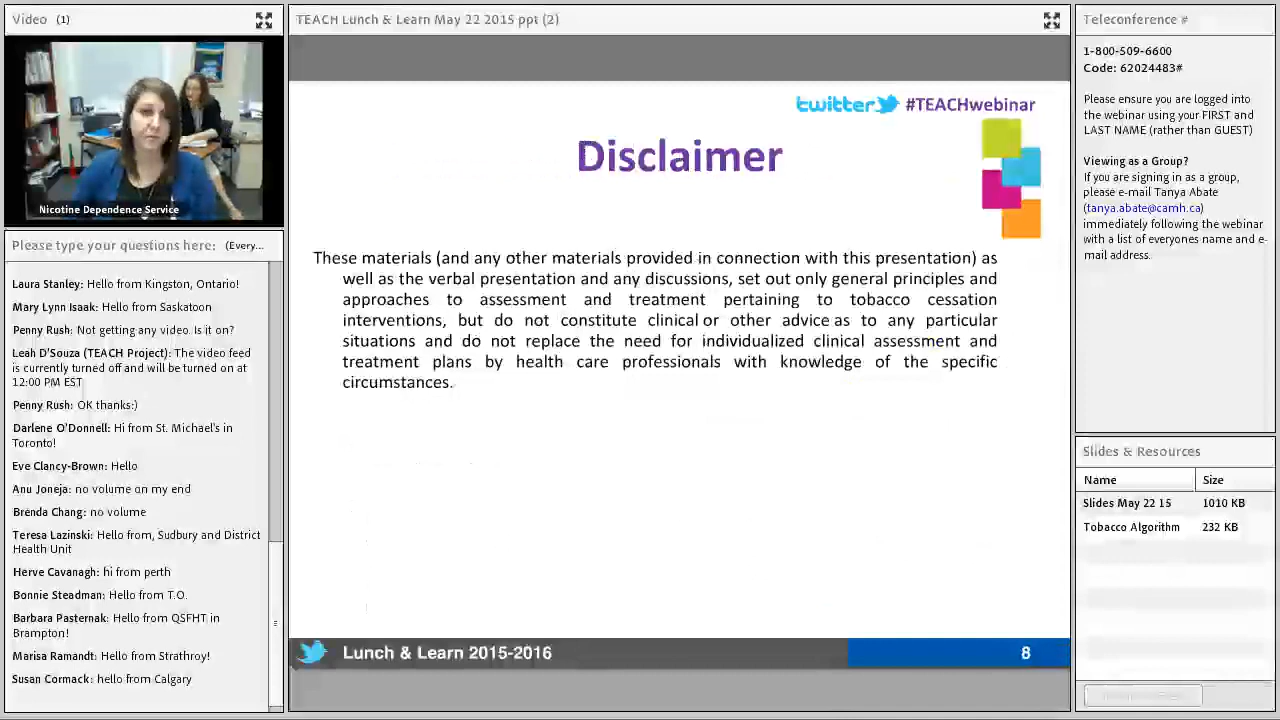 Video (1)
Nicotine Dependence Service
Please type your questions here: (Every...
Laura Stanley: Hello from Kingston, Ontario!
Mary Lynn Isaak: Hello from Saskatoon
Penny Rush: Not getting any video. Is it on?
Leah D'Souza (TEACH Project): The video feed
is currently turned off and will be turned on at
12:00 PM EST
Penny Rush: OK thanks:)
Darlene O'Donnell: Hi from St. Michael's in
Toronto!
Eve Clancy-Brown: Hello
Anu Joneja: no volume on my end
Brenda Chang: no volume
Teresa Lazinski: Hello from, Sudbury and District
Health Unit
Herve Cavanagh: hi from perth
Bonnie Steadman: Hello from T.O.
Barbara Pasternak: Hello from QSFHT in
Brampton!
Marisa Ramandt: Hello from Strathroy!
Susan Cormack: hello from Calgary
TEACH Lunch & Learn May 22 2015 ppt (2)
twitter #TEACHwebinar
Disclaimer
These materials (and any other materials provided in connection with this presentation) as
well as the verbal presentation and any discussions, set out only general principles and
approaches to assessment and treatment pertaining to tobacco cessation
interventions, but do not constitute clinical or other advice as to any particular
situations and do not replace the need for individualized clinical assessment and
treatment plans by health care professionals with knowledge of the specific
circumstances.
Lunch & Learn 2015-2016
8
Teleconference #
1-800-509-6600
Code: 62024483#
Please ensure you are logged into
the webinar using your FIRST and
LAST NAME (rather than GUEST)
Viewing as a Group?
If you are signing in as a group,
please e-mail Tanya Abate
(tanya.abate@camh.ca)
immediately following the webinar
with a list of everyones name and e-
mail address.
Slides & Resources
Name Size
Slides May 22 15 1010 KB
Tobacco Algorithm 232 KB